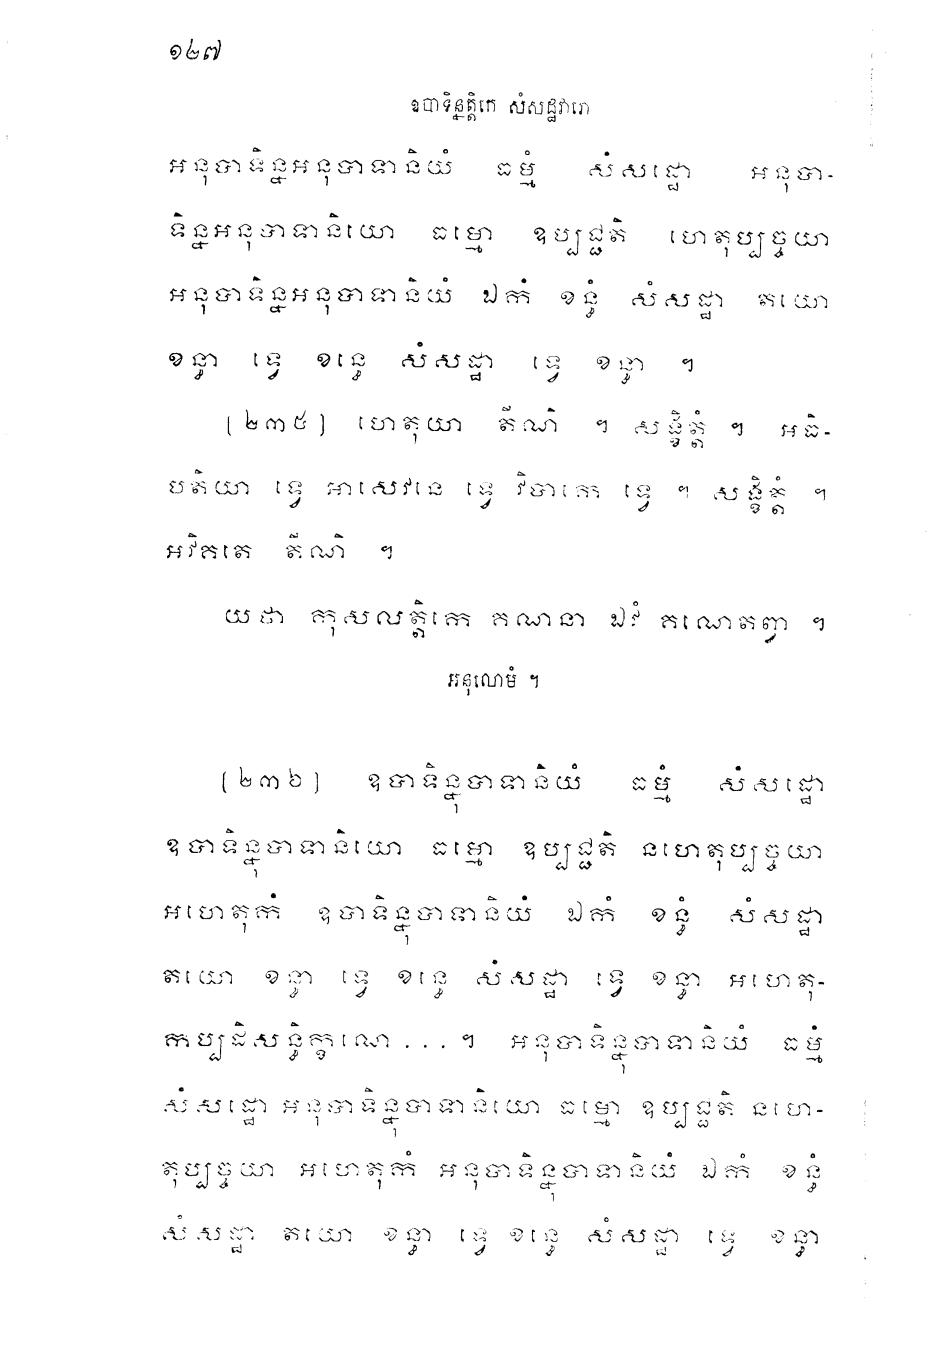 ១២៧
ឧបាទិន្នត្តិកេ សំសដ្ឋវារោ
អនុបាទិន្នអនុបាទានិយំ ធម្មំ សំសដ្ឋោ អនុបា-
ទិន្នអនុបាទានិយោ ធម្មោ ឧប្បជ្ជតិ ហេតុប្បច្ចយា
អនុបាទិន្នអនុបាទានិយំ ឯកំ ខន្ធំ សំសដ្ឋា តយោ
ខន្ធា ទ្វេ ខន្ធេ សំសដ្ឋា ទ្វេ ខន្ធា ។
[២៣៥] ហេតុយា តីណិ ។ សង្ខិត្តំ ។ អធិ-
បតិយា ទ្វេ អាសេវនេ ទ្វេ វិបាកេ ទ្វេ ។ សង្ខិត្តំ ។
អវិគតេ តីណិ ។
យថា កុសលត្តិកេ គណនា ឯវំ គណេតព្វា ។
អនុលោមំ ។
[២៣៦] ឧបាទិន្នុបាទានិយំ ធម្មំ សំសដ្ឋោ
ឧបាទិន្នុបាទានិយោ ធម្មោ ឧប្បជ្ជតិ នហេតុប្បច្ចយា
អហេតុកំ ឧបាទិន្នុបាទានិយំ ឯកំ ខន្ធំ សំសដ្ឋា
តយោ ខន្ធា ទ្វេ ខន្ធេ សំសដ្ឋា ទ្វេ ខន្ធា អហេតុ-
កប្បដិសន្ធិក្ខណេ ... ។ អនុបាទិន្នុបាទានិយំ ធម្មំ
សំសដ្ឋោ អនុបាទិន្នុបាទានិយោ ធម្មោ ឧប្បជ្ជតិ នហេ-
តុប្បច្ចយា អហេតុកំ អនុបាទិន្នុបាទានិយំ ឯកំ ខន្ធំ
សំសដ្ឋា តយោ ខន្ធា ទ្វេ ខន្ធេ សំសដ្ឋា ទ្វេ ខន្ធា